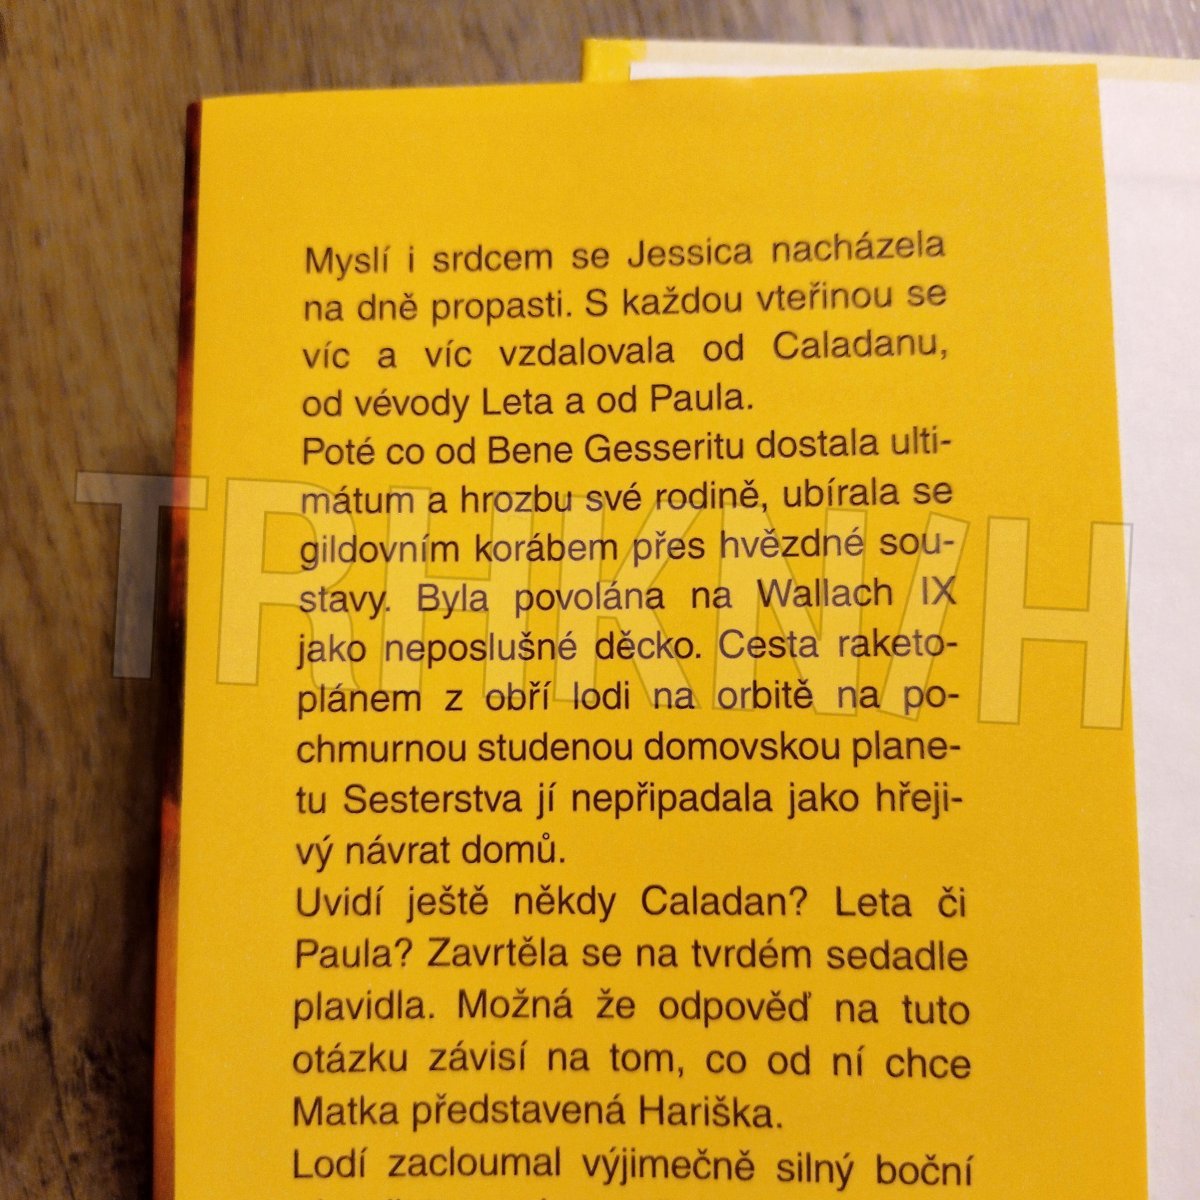 Myslí i srdcem se Jessica nacházela
na dně propasti. S každou vteřinou se
víc a víc vzdalovala od Caladanu,
od vévody Leta a od Paula.
Poté co od Bene Gesseritu dostala ulti-
mátum a hrozbu své rodině, ubírala se
gildovním korábem přes hvězdné sou-
stavy. Byla povolána na Wallach IX
jako neposlušné děcko. Cesta raketo-
plánem z obří lodi na orbitě na po-
chmurnou studenou domovskou plane-
tu Sesterstva jí nepřipadala jako hřeji-
vý návrat domů.
Uvidí ještě někdy Caladan? Leta či
Paula? Zavrtěla se na tvrdém sedadle
plavidla. Možná že odpověď na tuto
otázku závisí na tom, co od ní chce
Matka představená Hariška.
Lodí zacloumal výjimečně silný boční